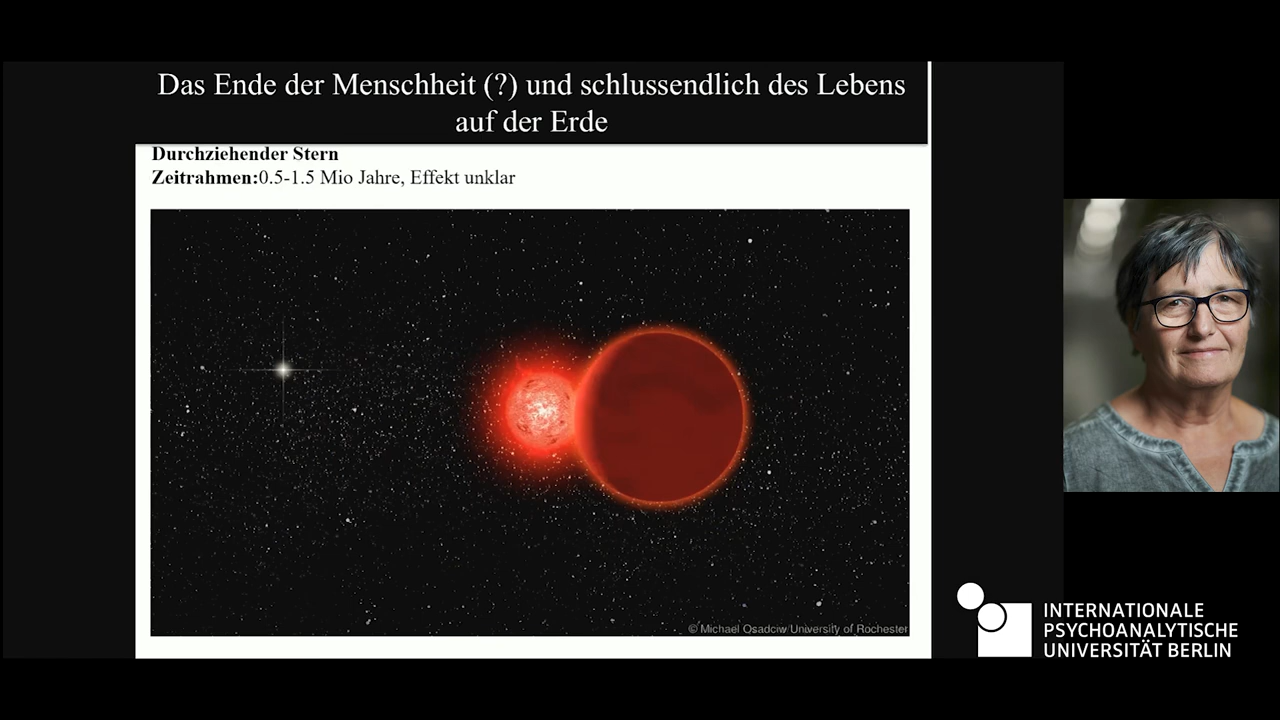 Das Ende der Menschheit (?) und schlussendlich des Lebens
auf der Erde
Durchziehender Stern
Zeitrahmen:0.5-1.5 Mio Jahre, Effekt unklar
© Michael Osadciw/University of Rochester
INTERNATIONALE
PSYCHOANALYTISCHE
UNIVERSITÄT BERLIN